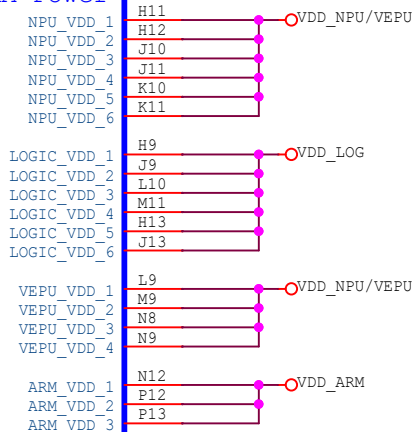 NPU_VDD_1 H11 VDD_NPU/VEPU
NPU_VDD_2 H12
NPU_VDD_3 J10
NPU_VDD_4 J11
NPU_VDD_5 K10
NPU_VDD_6 K11
LOGIC_VDD_1 H9 VDD_LOG
LOGIC_VDD_2 J9
LOGIC_VDD_3 L10
LOGIC_VDD_4 M11
LOGIC_VDD_5 H13
LOGIC_VDD_6 J13
VEPU_VDD_1 L9 VDD_NPU/VEPU
VEPU_VDD_2 M9
VEPU_VDD_3 N8
VEPU_VDD_4 N9
ARM_VDD_1 N12 VDD_ARM
ARM_VDD_2 P12
ARM_VDD_3 P13